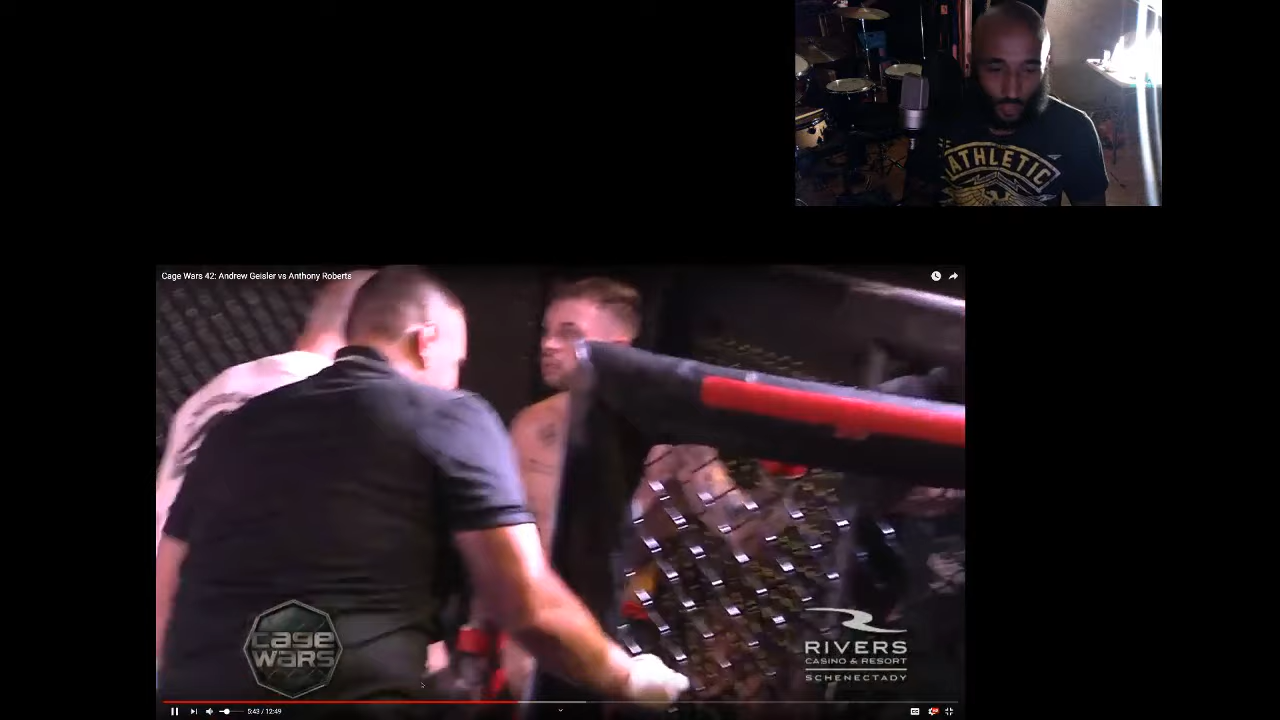 ATHLETIC
Cage Wars 42: Andrew Geisler vs Anthony Roberts
cage
wars
RIVERS
CASINO & RESORT
SCHENECTADY
5:43 / 12:49